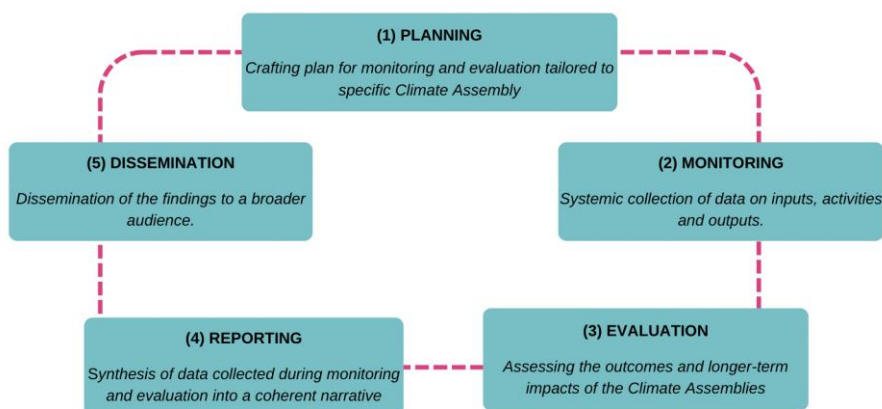 (1) PLANNING
Crafting plan for monitoring and evaluation tailored to
specific Climate Assembly
(2) MONITORING
Systemic collection of data on inputs, activities
and outputs.
(3) EVALUATION
Assessing the outcomes and longer-term
impacts of the Climate Assemblies
(4) REPORTING
Synthesis of data collected during monitoring
and evaluation into a coherent narrative
(5) DISSEMINATION
Dissemination of the findings to a broader
audience.